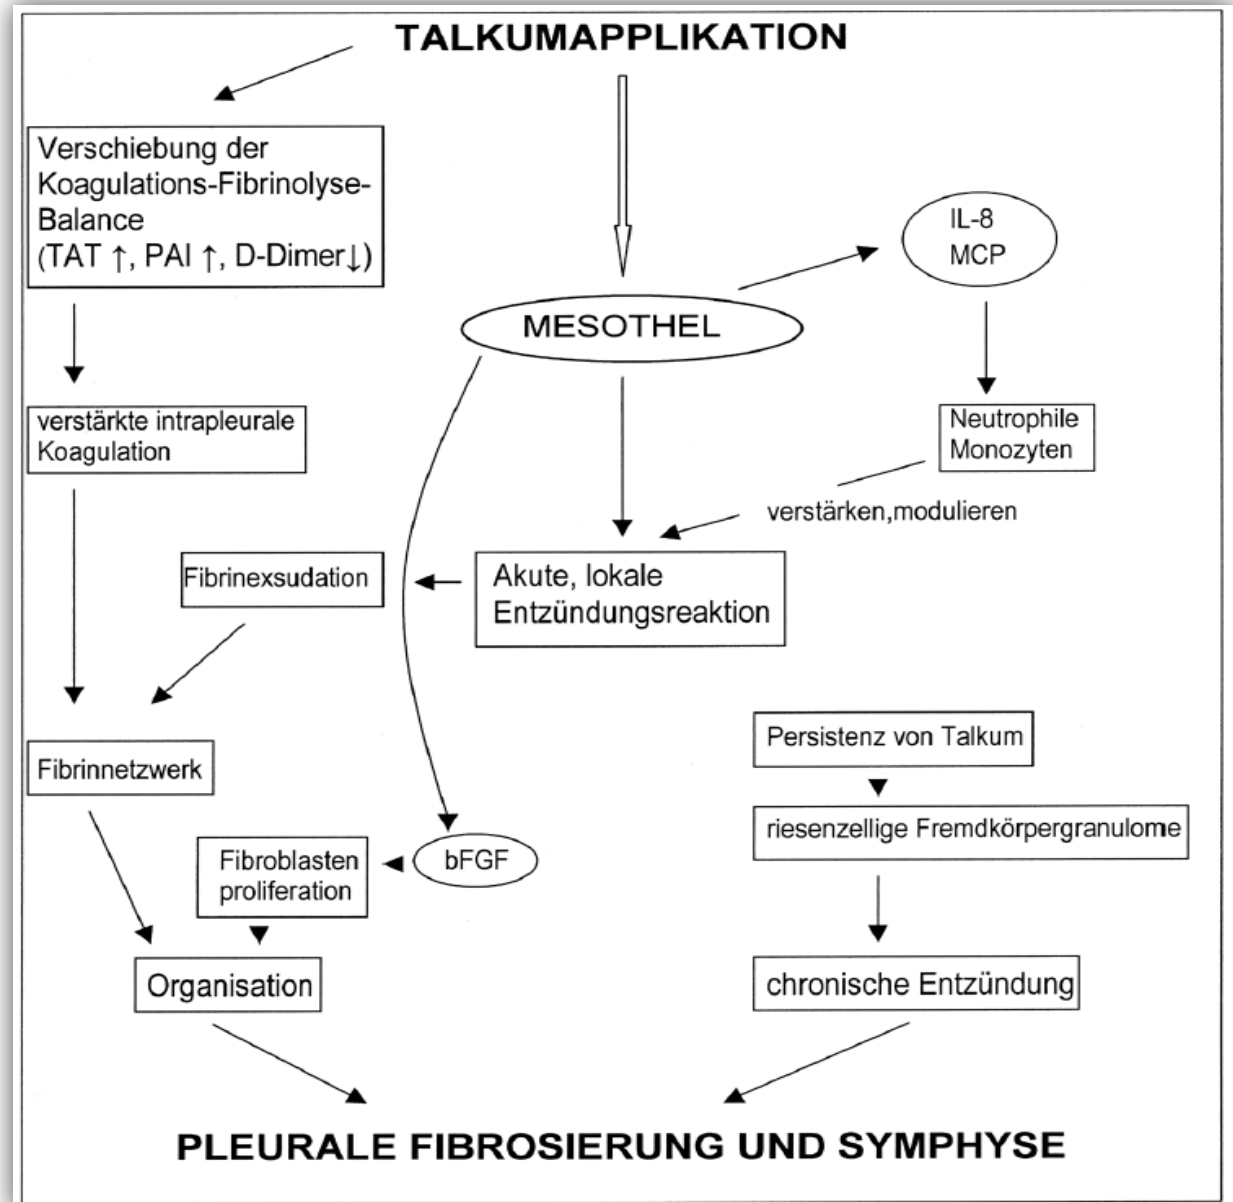 TALKUMAPPLIKATION
Verschiebung der
Koagulations-Fibrinolyse-
Balance
(TAT ↑, PAI ↑, D-Dimer↓)
IL-8
MCP
MESOTHEL
verstärkte intrapleurale
Koagulation
Neutrophile
Monozyten
verstärken,modulieren
Fibrinexsudation
Akute, lokale
Entzündungsreaktion
Persistenz von Talkum
Fibrinnetzwerk
riesenzellige Fremdkörpergranulome
Fibroblasten
proliferation
bFGF
Organisation
chronische Entzündung
PLEURALE FIBROSIERUNG UND SYMPHYSE